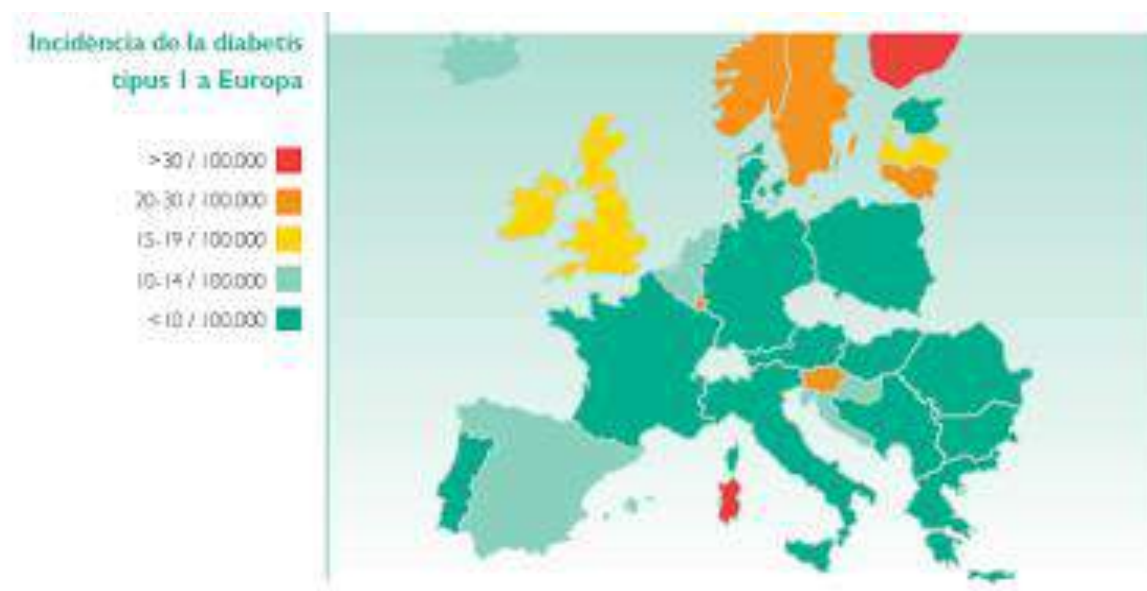 Incidència de la diabetis
tipus 1 a Europa
>30 / 100.000
20-30 / 100.000
15-19 / 100.000
10-14 / 100.000
<10 / 100.000